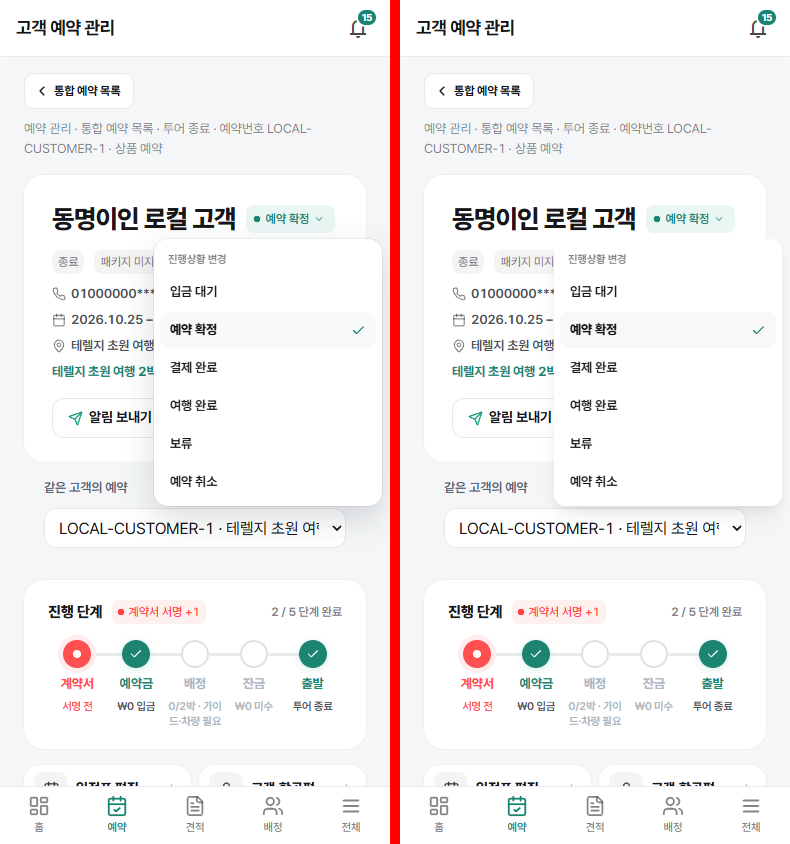 고객 예약 관리
15
통합 예약 목록
예약 관리 · 통합 예약 목록 · 투어 종료 · 예약번호 LOCAL-
CUSTOMER-1 · 상품 예약
동명이인 로컬 고객
예약 확정
종료
패키지 미지
01000000***
2026.10.25 –
테렐지 초원 여행
테렐지 초원 여행 2박
알림 보내기
진행상황 변경
입금 대기
예약 확정
결제 완료
여행 완료
보류
예약 취소
같은 고객의 예약
LOCAL-CUSTOMER-1 · 테렐지 초원 여행
진행 단계
계약서 서명 +1
2 / 5 단계 완료
계약서
예약금
배정
잔금
출발
서명 전
₩0 입금
0/2박 · 가이
드·차량 필요
₩0 미수
투어 종료
홈
예약
견적
배정
전체
고객 예약 관리
15
통합 예약 목록
예약 관리 · 통합 예약 목록 · 투어 종료 · 예약번호 LOCAL-
CUSTOMER-1 · 상품 예약
동명이인 로컬 고객
예약 확정
종료
패키지 미지
01000000***
2026.10.25 –
테렐지 초원 여행
테렐지 초원 여행 2박
알림 보내기
진행상황 변경
입금 대기
예약 확정
결제 완료
여행 완료
보류
예약 취소
같은 고객의 예약
LOCAL-CUSTOMER-1 · 테렐지 초원 여행
진행 단계
계약서 서명 +1
2 / 5 단계 완료
계약서
예약금
배정
잔금
출발
서명 전
₩0 입금
0/2박 · 가이
드·차량 필요
₩0 미수
투어 종료
홈
예약
견적
배정
전체